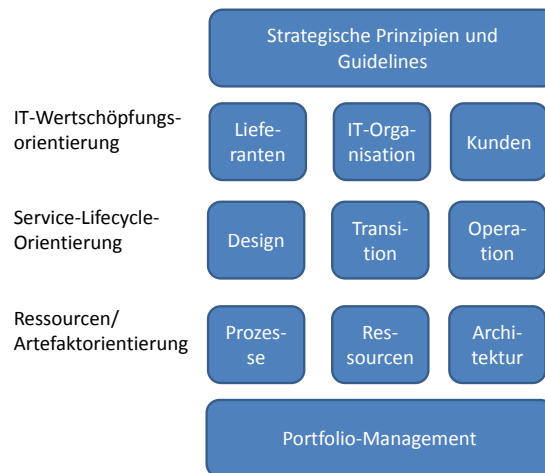 Strategische Prinzipien und
Guidelines
IT-Wertschöpfungs-
orientierung
Liefe-
ranten
IT-Orga-
nisation
Kunden
Service-Lifecycle-
Orientierung
Design
Transi-
tion
Opera-
tion
Ressourcen/
Artefaktorientierung
Prozes-
se
Res-
sourcen
Archi-
tektur
Portfolio-Management